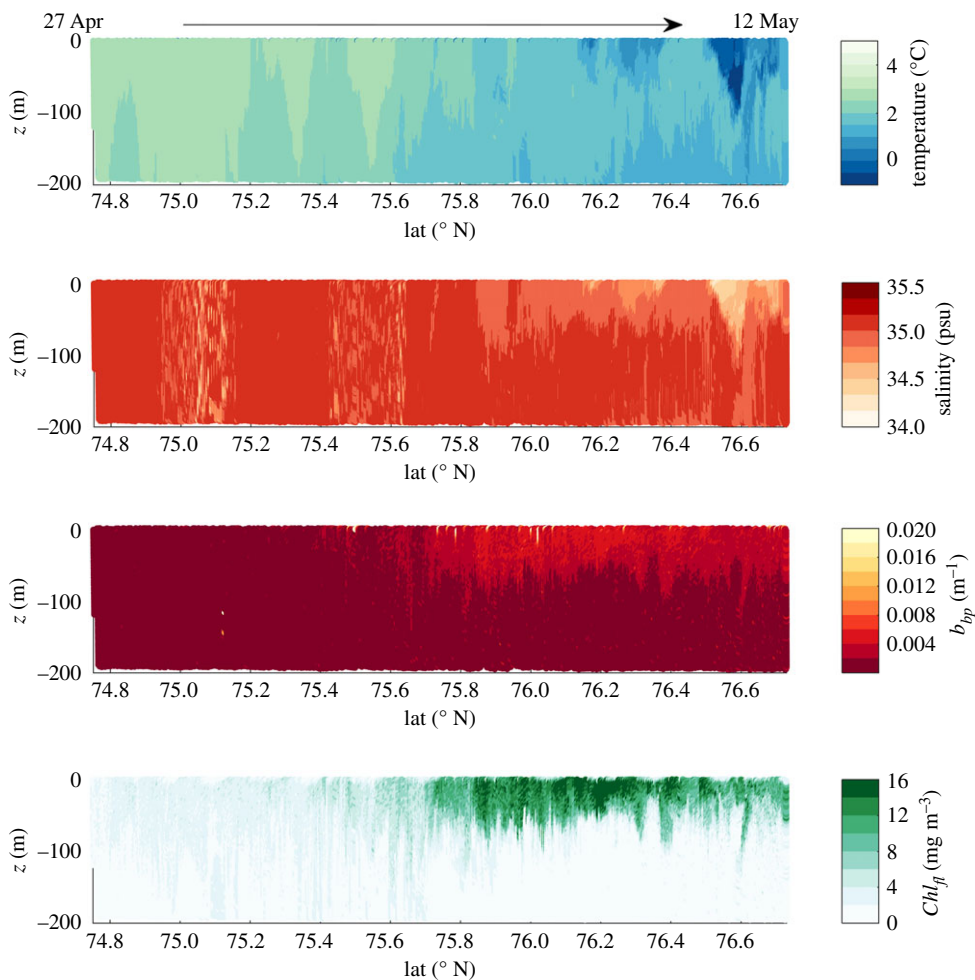 27 Apr 12 May
0
–100
–200
z (m)
74.8 75.0 75.2 75.4 75.6 75.8 76.0 76.2 76.4 76.6
lat (° N)
4
2
0
temperature (°C)
0
–100
–200
z (m)
74.8 75.0 75.2 75.4 75.6 75.8 76.0 76.2 76.4 76.6
lat (° N)
35.5
35.0
34.5
34.0
salinity (psu)
0
–100
–200
z (m)
74.8 75.0 75.2 75.4 75.6 75.8 76.0 76.2 76.4 76.6
lat (° N)
0.020
0.016
0.012
0.008
0.004
b_bp (m⁻¹)
0
–100
–200
z (m)
74.8 75.0 75.2 75.4 75.6 75.8 76.0 76.2 76.4 76.6
lat (° N)
16
12
8
4
0
Chl_fl (mg m⁻³)